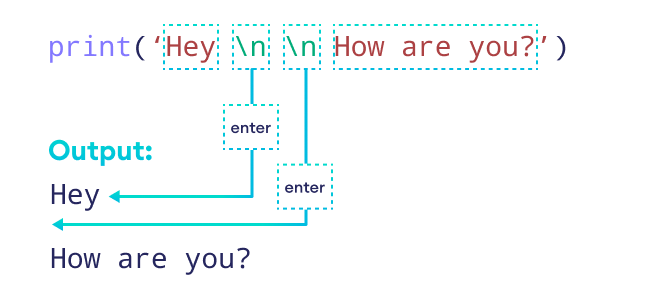 print(‘Hey \n \n How are you?’)
enter
Output:
enter
Hey
How are you?